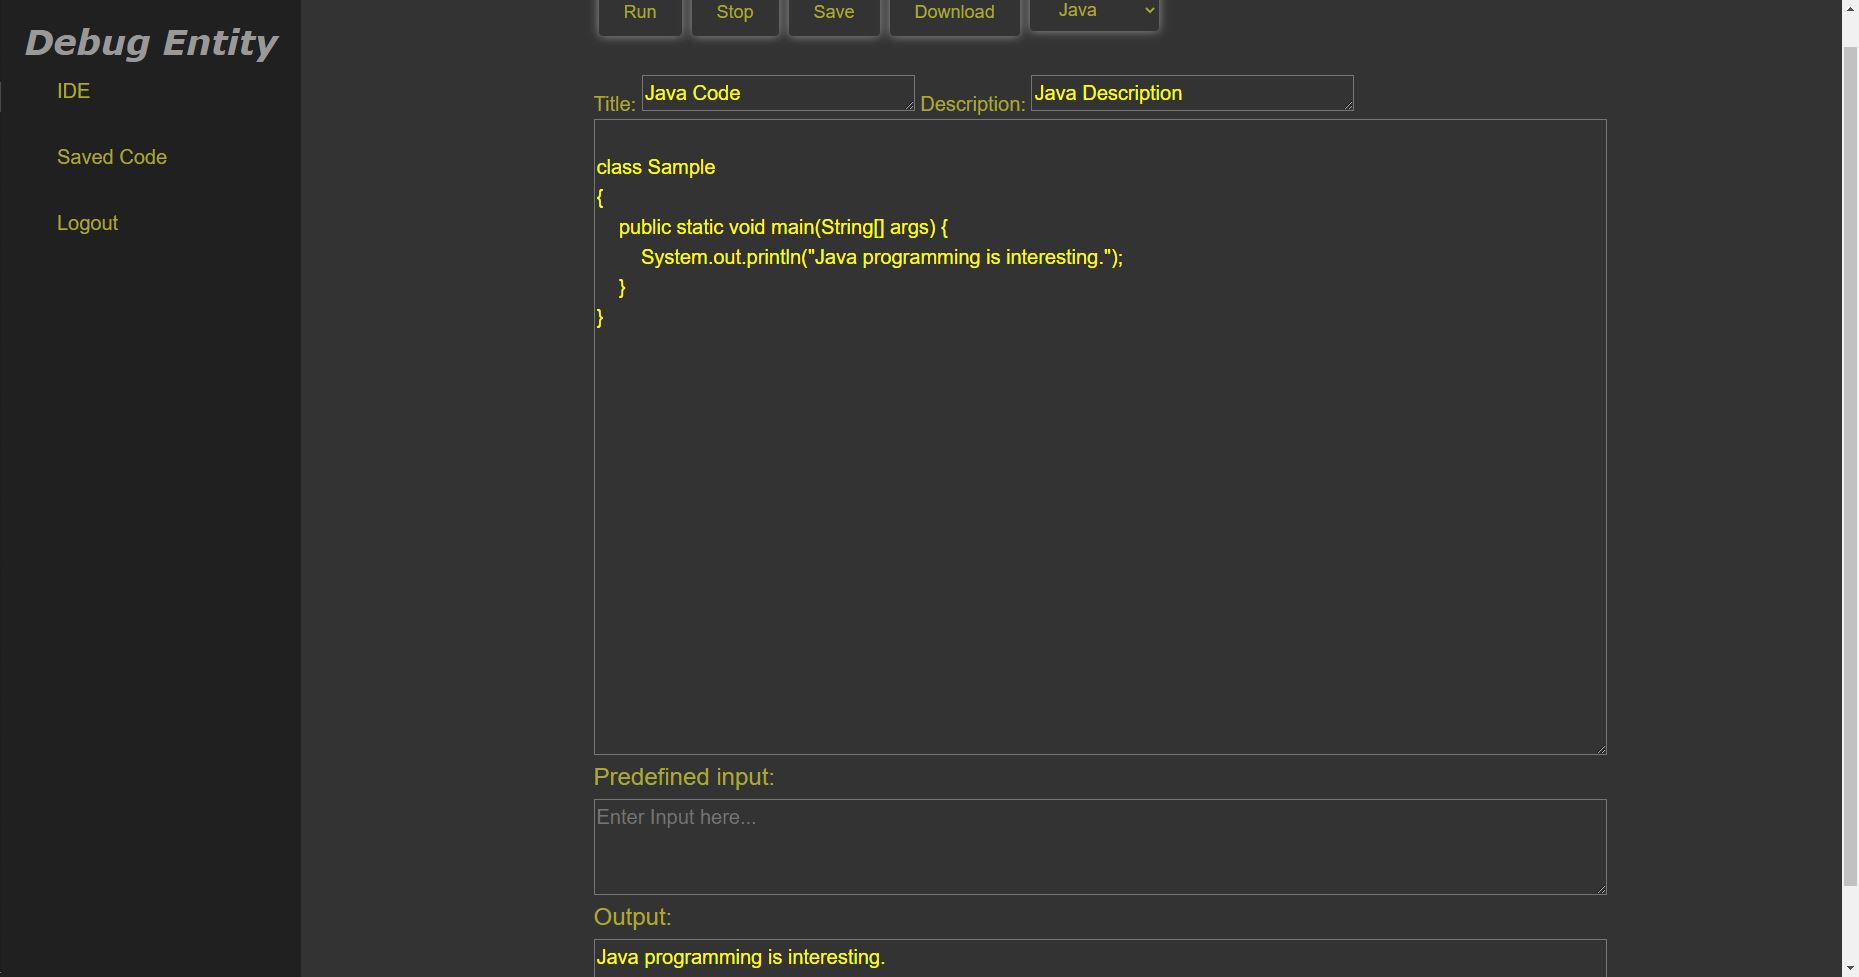 Debug Entity
IDE
Saved Code
Logout
Run Stop Save Download Java
Title: Java Code Description: Java Description
class Sample
{
    public static void main(String[] args) {
        System.out.println("Java programming is interesting.");
    }
}
Predefined input:
Enter Input here...
Output:
Java programming is interesting.